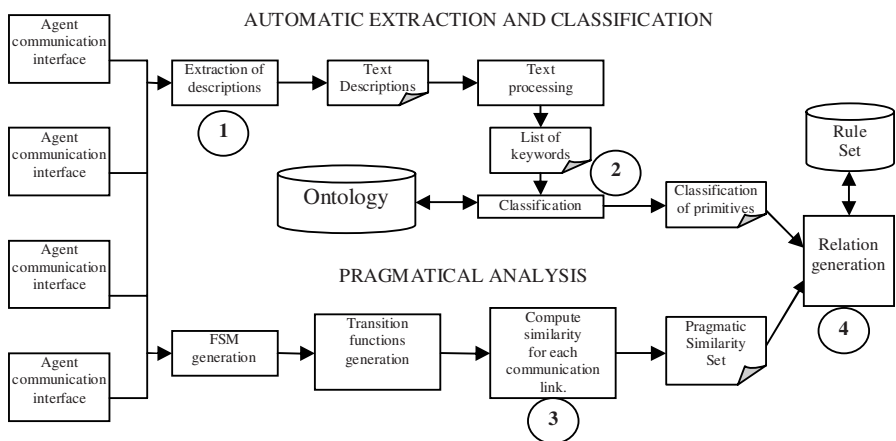 AUTOMATIC EXTRACTION AND CLASSIFICATION
Agent
communication
interface
Extraction of
descriptions
1
Text
Descriptions
Text
processing
List of
keywords
2
Rule
Set
Agent
communication
interface
Ontology
Classification
Classification
of primitives
Relation
generation
4
Agent
communication
interface
PRAGMATICAL ANALYSIS
FSM
generation
Transition
functions
generation
Compute
similarity
for each
communication
link.
3
Pragmatic
Similarity
Set
Agent
communication
interface